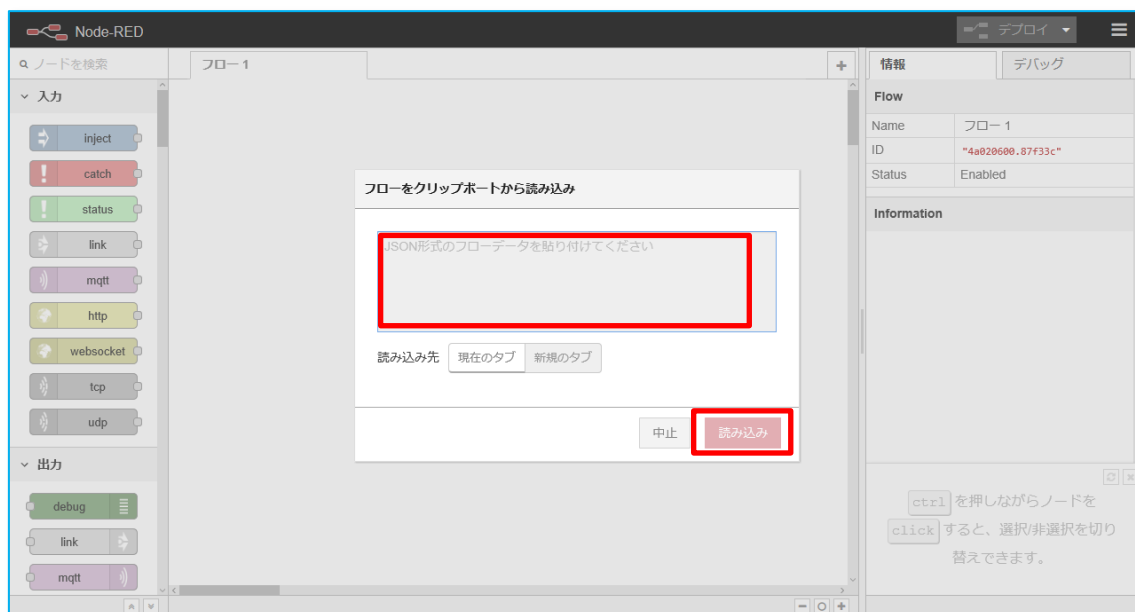 Node-RED
デプロイ
ノードを検索
フロー 1
情報
デバッグ
入力
inject
catch
status
link
mqtt
http
websocket
tcp
udp
出力
debug
link
mqtt
フローをクリップボートから読み込み
JSON形式のフローデータを貼り付けてください
読み込み先 現在のタブ 新規のタブ
中止 読み込み
Flow
Name フロー 1
ID "4a020600.87f33c"
Status Enabled
Information
ctrl を押しながらノードを
click すると、選択/非選択を切り
替えできます。